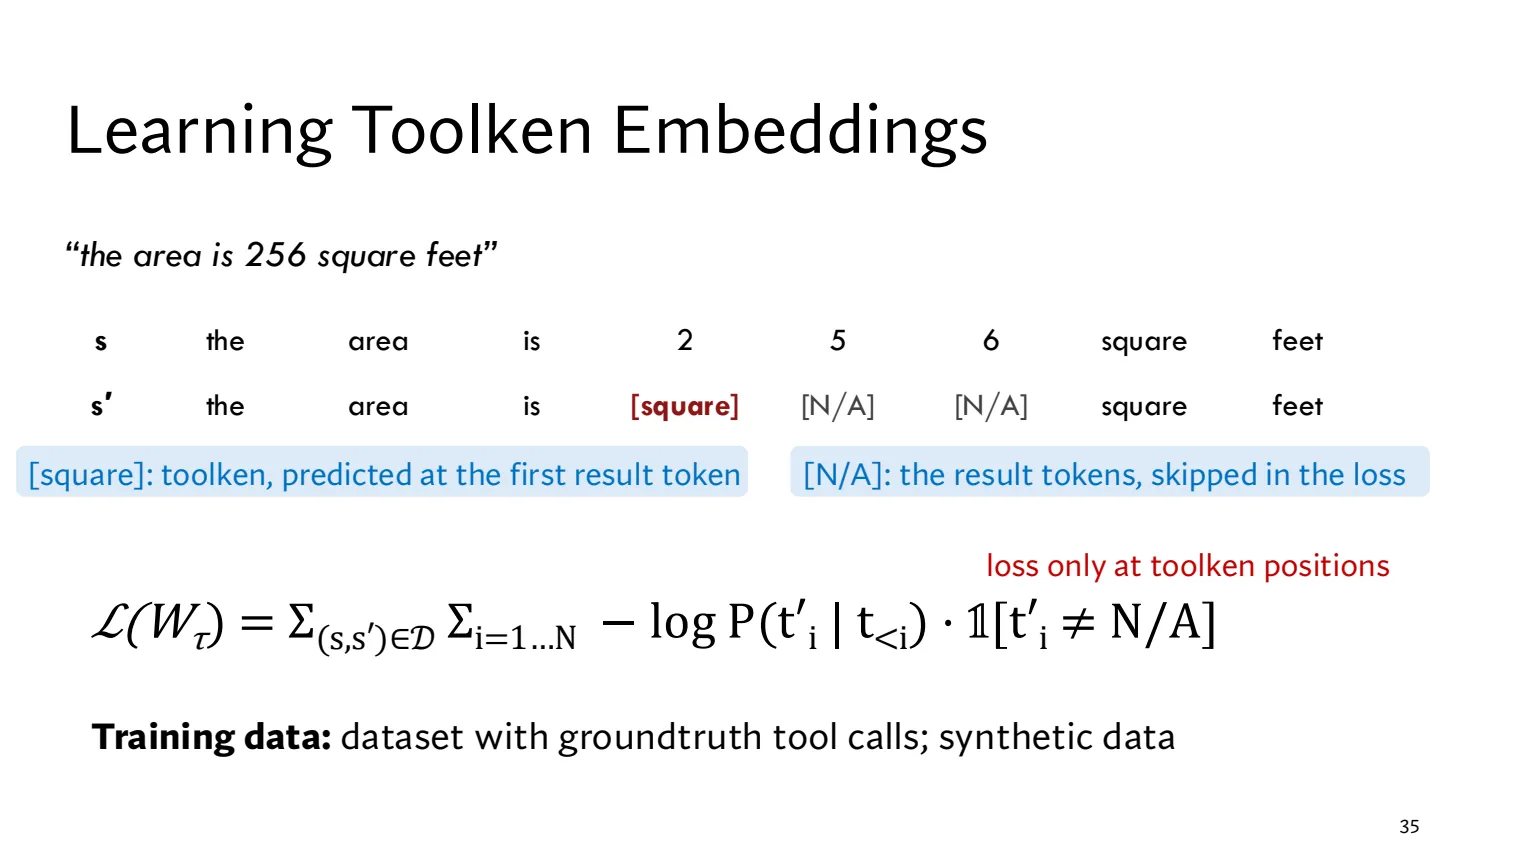 Learning Toolken Embeddings
“the area is 256 square feet”
s the area is 2 5 6 square feet
s′ the area is [square] [N/A] [N/A] square feet
[square]: toolken, predicted at the first result token [N/A]: the result tokens, skipped in the loss
loss only at toolken positions
ℒ(W_τ) = Σ_(s,s′)∈𝒟 Σ_i=1…N − log P(t′_i | t_<i) · 𝟙[t′_i ≠ N/A]
Training data: dataset with groundtruth tool calls; synthetic data
35